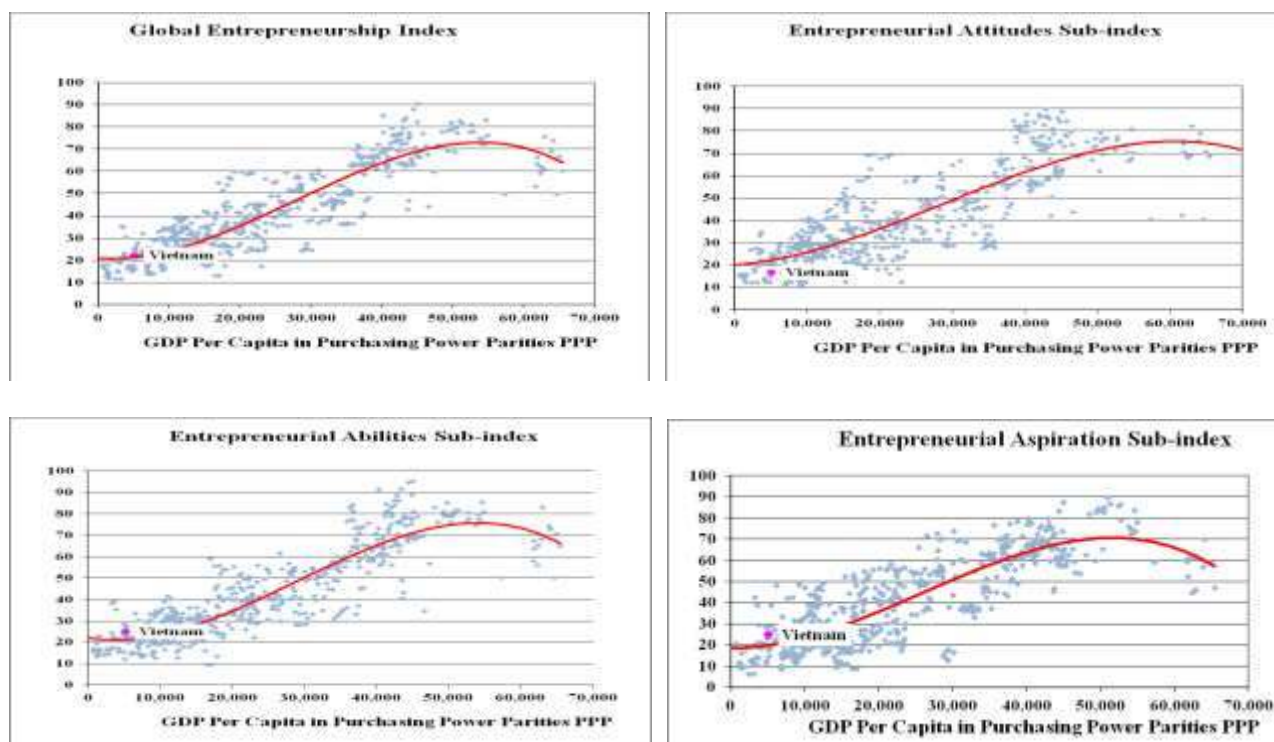 Global Entrepreneurship Index
100
90
80
70
60
50
40
30
20
10
0
Vietnam
0 10,000 20,000 30,000 40,000 50,000 60,000 70,000
GDP Per Capita in Purchasing Power Parities PPP
Entrepreneurial Attitudes Sub-index
100
90
80
70
60
50
40
30
20
10
0
Vietnam
0 10,000 20,000 30,000 40,000 50,000 60,000 70,000
GDP Per Capita in Purchasing Power Parities PPP
Entrepreneurial Abilities Sub-index
100
90
80
70
60
50
40
30
20
10
0
Vietnam
0 10,000 20,000 30,000 40,000 50,000 60,000 70,000
GDP Per Capita in Purchasing Power Parities PPP
Entrepreneurial Aspiration Sub-index
100
90
80
70
60
50
40
30
20
10
0
Vietnam
0 10,000 20,000 30,000 40,000 50,000 60,000 70,000
GDP Per Capita in Purchasing Power Parities PPP